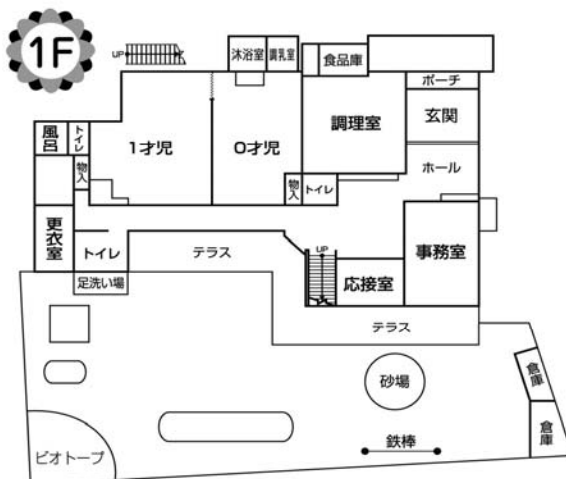 1F
UP
沐浴室
調乳室
食品庫
ポーチ
玄関
調理室
風呂
トイレ
1才児
0才児
ホール
物入
物入
トイレ
更衣室
トイレ
テラス
UP
応接室
事務室
足洗い場
テラス
砂場
倉庫
倉庫
鉄棒
ビオトープ